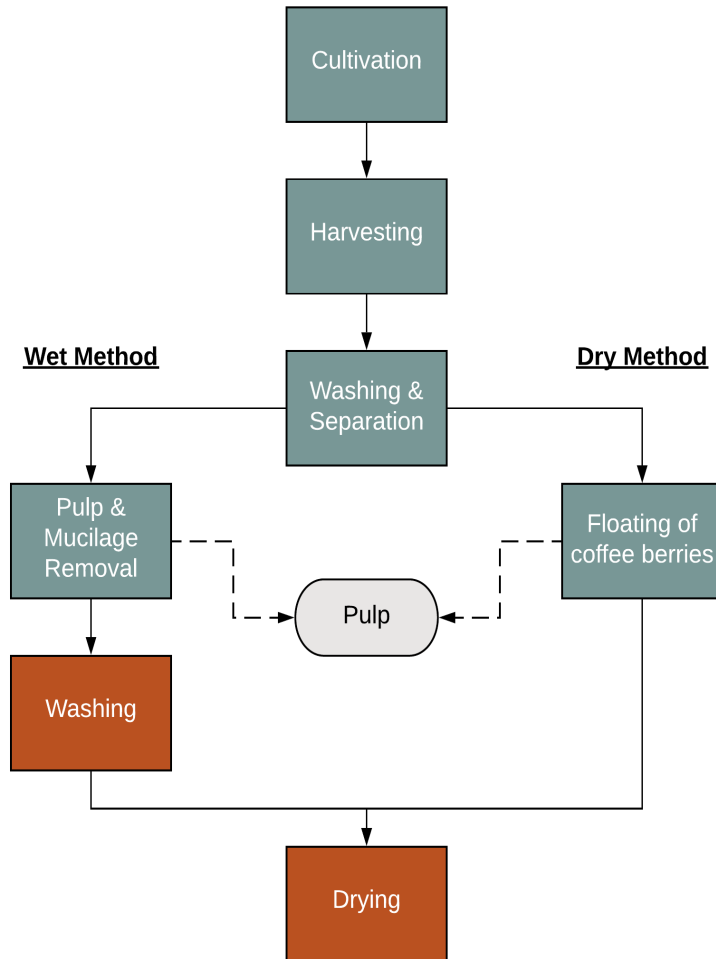 Cultivation
Harvesting
Wet Method
Dry Method
Washing &
Separation
Pulp &
Mucilage
Removal
Floating of
coffee berries
Pulp
Washing
Drying